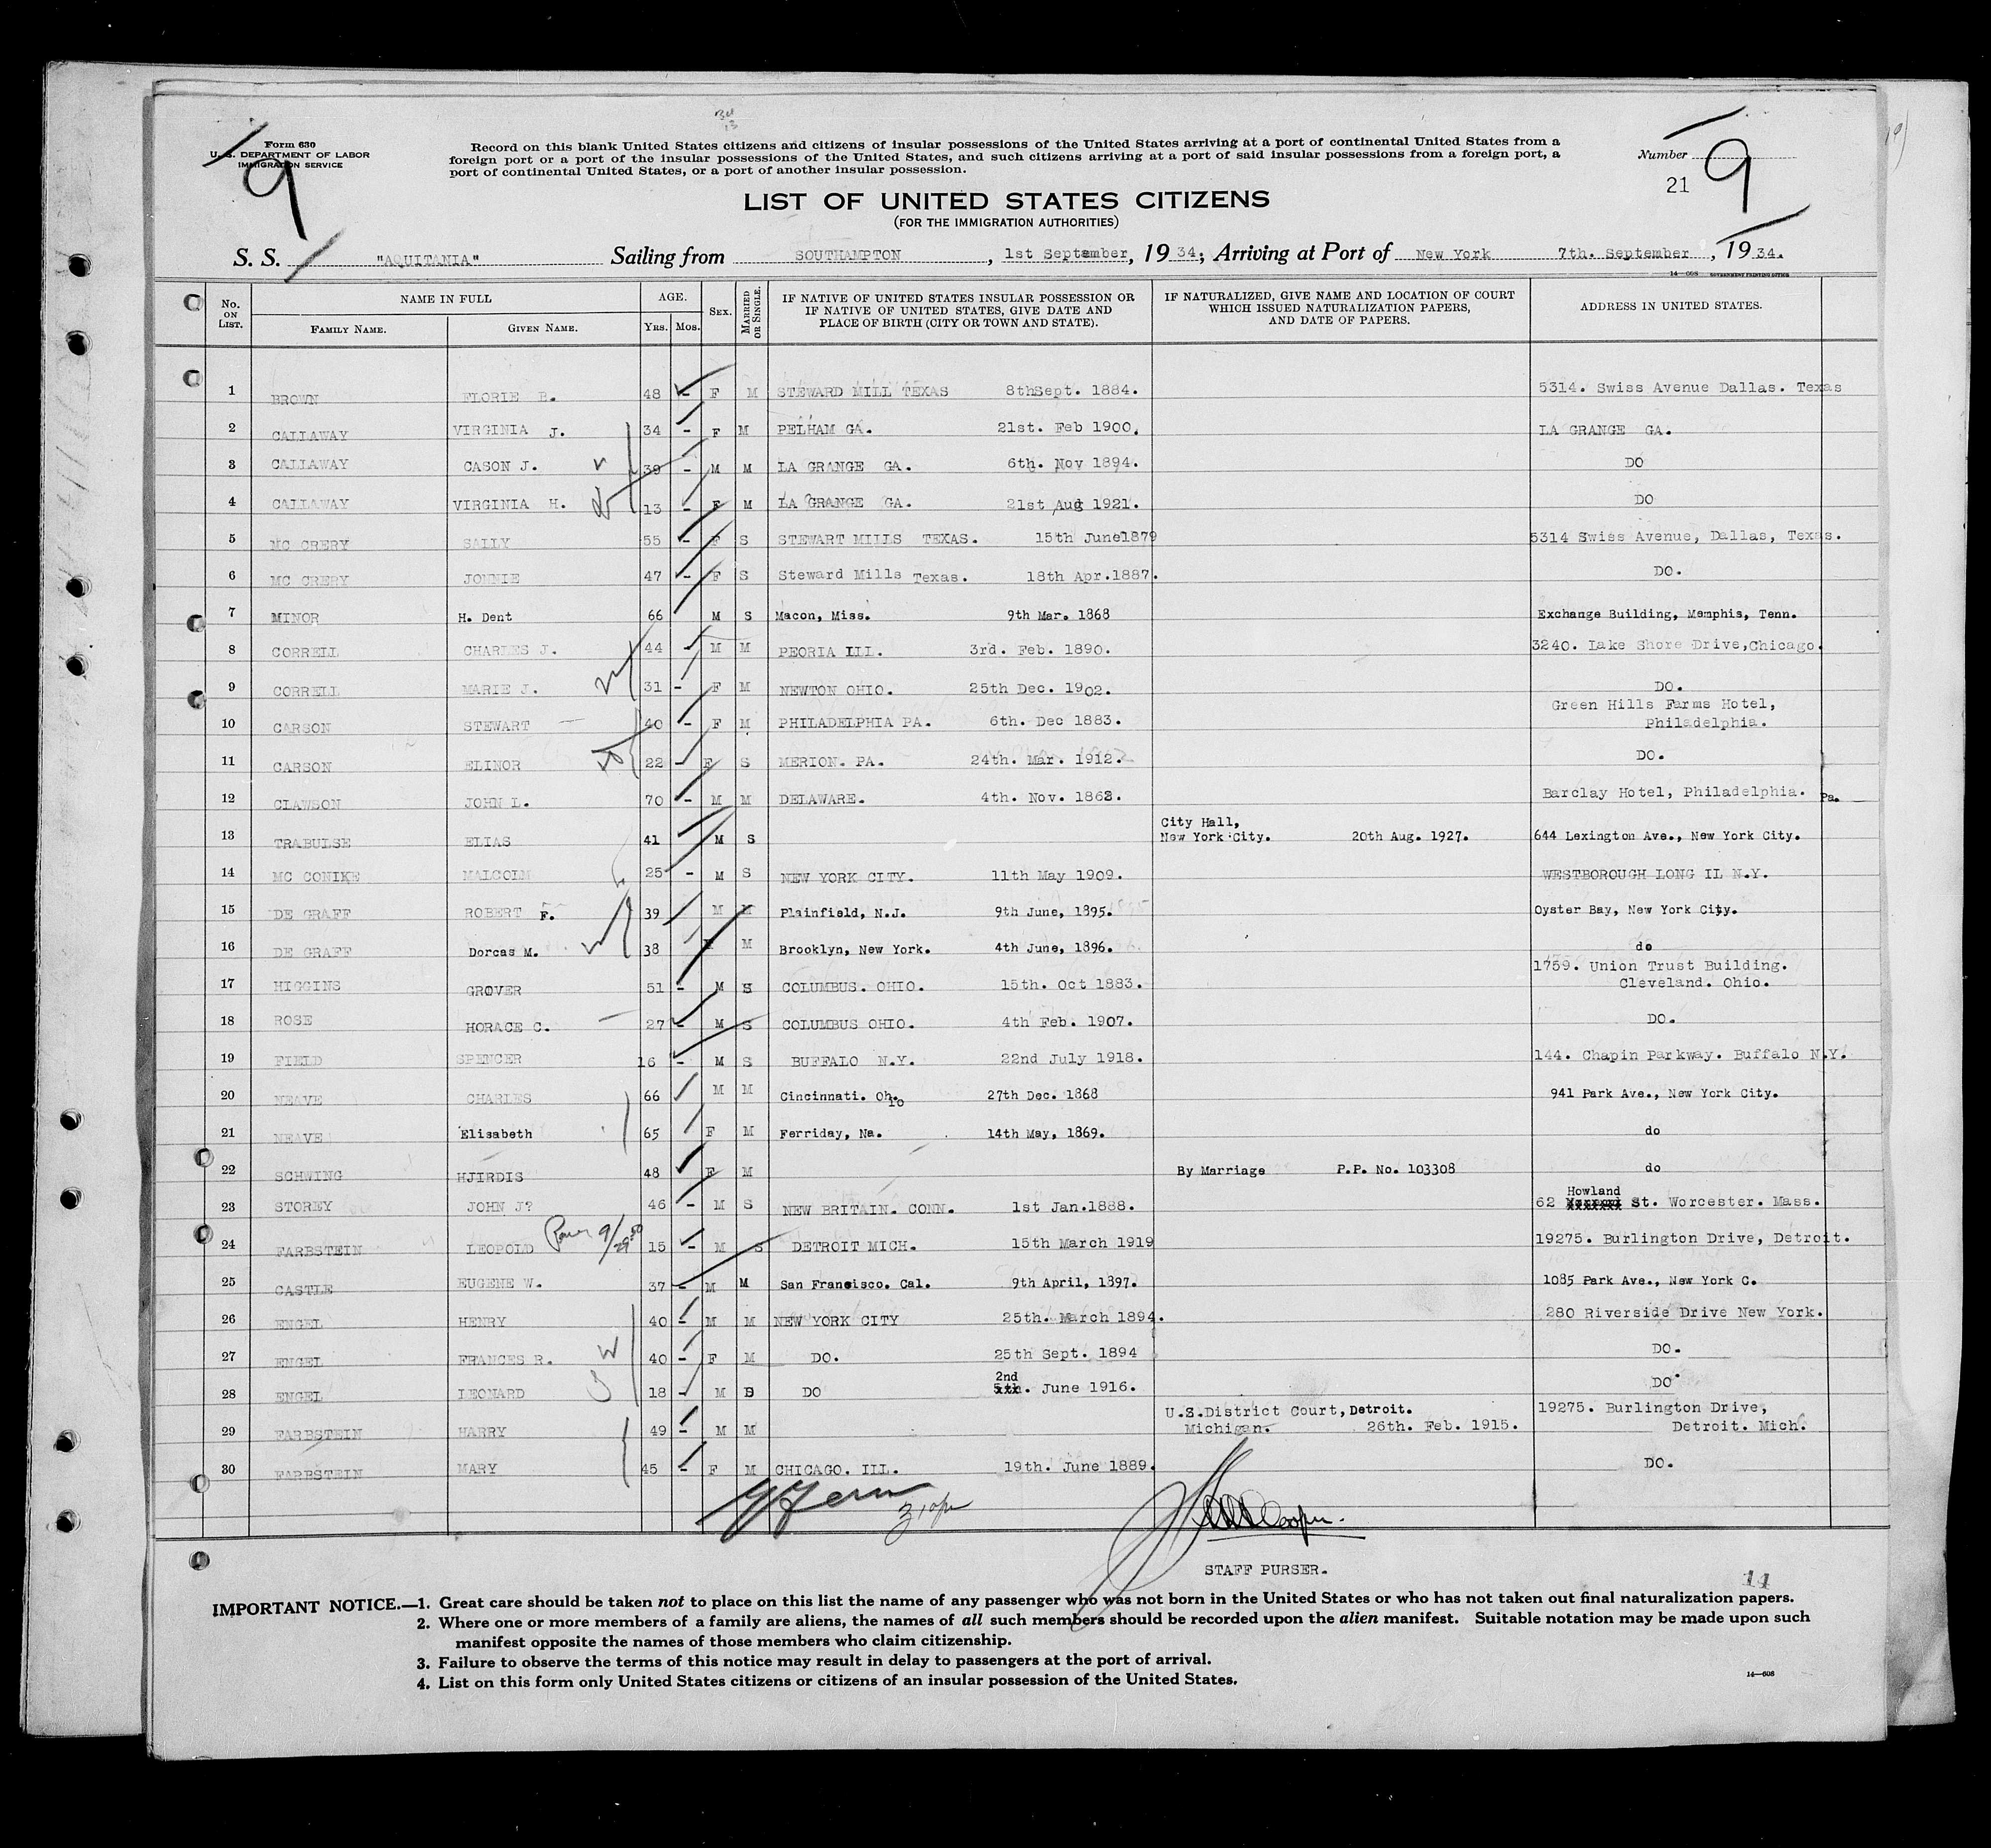 Form 630
U. S. DEPARTMENT OF LABOR
IMMIGRATION SERVICE
9
Record on this blank United States citizens and citizens of insular possessions of the United States arriving at a port of continental United States from a
foreign port or a port of the insular possessions of the United States, and such citizens arriving at a port of said insular possessions from a foreign port, a
port of continental United States, or a port of another insular possession.
Number 9
21
LIST OF UNITED STATES CITIZENS
(FOR THE IMMIGRATION AUTHORITIES)
S. S. "AQUITANIA" Sailing from SOUTHAMPTON, 1st September, 1934; Arriving at Port of New York 7th. September, 1934.
14—608 GOVERNMENT PRINTING OFFICE
No. ON LIST. NAME IN FULL FAMILY NAME. GIVEN NAME. AGE. Yrs. Mos. SEX. MARRIED OR SINGLE. IF NATIVE OF UNITED STATES INSULAR POSSESSION OR IF NATIVE OF UNITED STATES, GIVE DATE AND PLACE OF BIRTH (CITY OR TOWN AND STATE). IF NATURALIZED, GIVE NAME AND LOCATION OF COURT WHICH ISSUED NATURALIZATION PAPERS, AND DATE OF PAPERS. ADDRESS IN UNITED STATES.
1 BROWN FLORIE B. 48 - F M STEWARD MILL TEXAS 8thSept. 1884. 5314. Swiss Avenue Dallas. Texas
2 CALLAWAY VIRGINIA J. 34 - F M PELHAM GA. 21st. Feb 1900. LA GRANGE GA.
3 CALLAWAY CASON J. 39 - M M LA GRANGE GA. 6th. Nov 1894. DO
4 CALLAWAY VIRGINIA H. 13 - F M LA GRANGE GA. 21st Aug 1921. DO
5 MC CRERY SALLY 55 - F S STEWART MILLS TEXAS. 15th June1879 5314 Swiss Avenue, Dallas, Texas.
6 MC CRERY JONNIE 47 - F S Steward Mills Texas. 18th Apr.1887. DO.
7 MINOR H. Dent 66 M S Macon, Miss. 9th Mar. 1868 Exchange Building, Memphis, Tenn.
8 CORRELL CHARLES J. 44 - M M PEORIA ILL. 3rd. Feb. 1890. 3240. Lake Shore Drive,Chicago.
9 CORRELL MARIE J. 31 - F M NEWTON OHIO. 25th Dec. 1902. DO.
10 CARSON STEWART 40 - F M PHILADELPHIA PA. 6th. Dec 1883. Green Hills Farms Hotel, Philadelphia.
11 CARSON ELINOR 22 - F S MERION. PA. 24th. Mar. 1912. DO.
12 CLAWSON JOHN L. 70 - M M DELAWARE. 4th. Nov. 1863. Barclay Hotel, Philadelphia. Pa.
13 TRABULSE ELIAS 41 M S City Hall, New York City. 20th Aug. 1927. 644 Lexington Ave., New York City.
14 MC CONIKE MALCOLM 25 - M S NEW YORK CITY. 11th May 1909. WESTBOROUGH LONG IL N.Y.
15 DE GRAFF ROBERT F. 39 M M Plainfield, N.J. 9th June, 1895. Oyster Bay, New York City.
16 DE GRAFF Dorcas M. 38 F M Brooklyn, New York. 4th June, 1896. do
17 HIGGINS GROVER 51 - M S COLUMBUS. OHIO. 15th. Oct 1883. 1759. Union Trust Building. Cleveland. Ohio.
18 ROSE HORACE C. 27 - M S COLUMBUS OHIO. 4th Feb. 1907. DO.
19 FIELD SPENCER 16 - M S BUFFALO N.Y. 22nd July 1918. 144. Chapin Parkway. Buffalo N.Y.
20 NEAVE CHARLES 66 M M Cincinnati. Ohio 27th Dec. 1868 941 Park Ave., New York City.
21 NEAVE Elisabeth 65 F M Ferriday, Na. 14th May, 1869. do
22 SCHWING HJIRDIS 48 F M By Marriage P.P. No. 103308 do
23 STOREY JOHN J? 46 - M S NEW BRITAIN. CONN. 1st Jan.1888. 62 Howland St. Worcester. Mass.
24 FARBSTEIN LEOPOLD 15 - M S DETROIT MICH. 15th March 1919 19275. Burlington Drive, Detroit.
25 CASTLE EUGENE W. 37 - M M San Francisco. Cal. 9th April, 1897. 1085 Park Ave., New York C.
26 ENGEL HENRY 40 - M M NEW YORK CITY 25th. March 1894. 280 Riverside Drive New York.
27 ENGEL FRANCES R. 40 - F M DO. 25th Sept. 1894 DO.
28 ENGEL LEONARD 18 - M S DO 2nd. June 1916. DO
29 FARBSTEIN HARRY 49 - M M U.S.District Court,Detroit. Michigan. 26th. Feb. 1915. 19275. Burlington Drive, Detroit. Mich.
30 FARBSTEIN MARY 45 - F M CHICAGO. ILL. 19th. June 1889. DO.
STAFF PURSER.
14
IMPORTANT NOTICE.—1. Great care should be taken not to place on this list the name of any passenger who was not born in the United States or who has not taken out final naturalization papers.
2. Where one or more members of a family are aliens, the names of all such members should be recorded upon the alien manifest. Suitable notation may be made upon such
manifest opposite the names of those members who claim citizenship.
3. Failure to observe the terms of this notice may result in delay to passengers at the port of arrival.
4. List on this form only United States citizens or citizens of an insular possession of the United States.
14—608